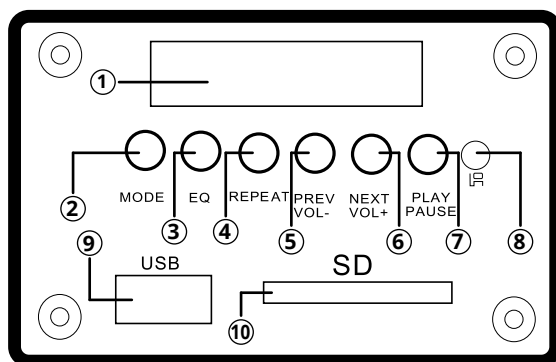 ①
MODE EQ REPEAT PREV VOL- NEXT VOL+ PLAY PAUSE
② ③ ④ ⑤ ⑥ ⑦ ⑧
⑨ USB SD
⑩